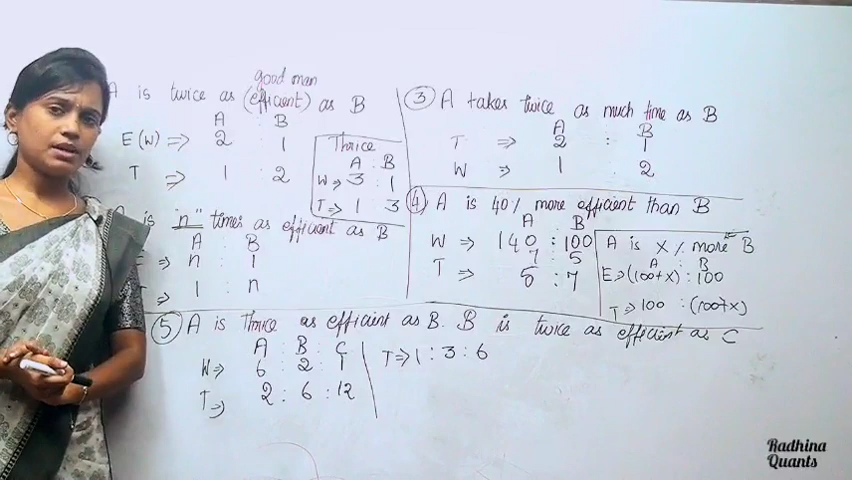 good man
A is twice as (efficient) as B
A : B
E (W) => 2 1
T => 1 : 2
Thrice
A : B
W => 3 : 1
T => 1 3
A is "n" times as efficient as B
A : B
E => n : 1
T => 1 : n
③ A takes twice as much time as B
A B
T => 2 : 1
W => 1 : 2
④ A is 40% more efficient than B
A B
W => 140 : 100
7 5
T => 5 : 7
A is x% more B
A : B
E => (100+x) : 100
T => 100 : (100+x)
⑤ A is Thrice as efficient as B. B is twice as efficient as C
A : B : C
W => 6 : 2 : 1
T => 2 : 6 : 12
T => 1 : 3 : 6
Radhina
Quants